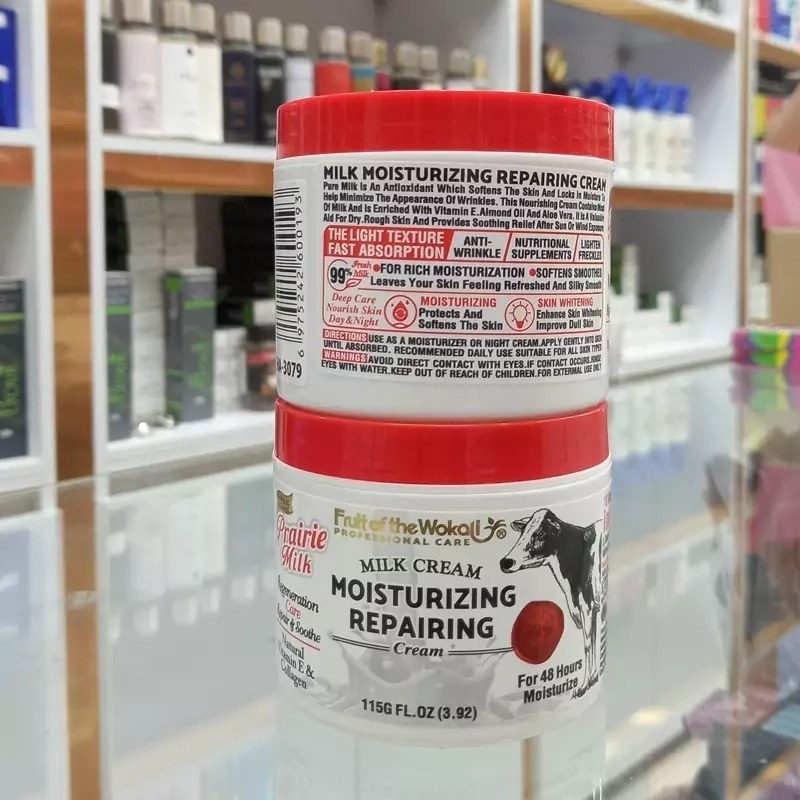 MILK MOISTURIZING REPAIRING CREAM
Pure Milk Is An Antioxidant Which Softens The Skin And Locks in Moisture To
Help Minimize The Appearance Of Wrinkles. This Nourishing Cream Contains
Of Milk And Is Enriched With Vitamin E.Almond Oil And Aloe Vera. It Is A
Aid For Dry. Rough Skin And Provides Soothing Relief After Sun Or Wind Exposure
THE LIGHT TEXTURE
FAST ABSORPTION
ANTI-
WRINKLE
NUTRITIONAL
SUPPLEMENTS
LIGHTEN
FRECKLES
99% Fresh Milk
•FOR RICH MOISTURIZATION •SOFTENS SMOOTHES
Leaves Your Skin Feeling Refreshed And Silky Smooth
Deep Care
Nourish Skin
Day&Night
MOISTURIZING
Protects And
Softens The Skin
SKIN WHITENING
Enhance Skin Whitening
Improve Dull Skin
DIRECTIONS USE AS A MOISTURIZER OR NIGHT CREAM.APPLY GENTLY INTO SKIN
UNTIL ABSORBED. RECOMMENDED DAILY USE SUITABLE FOR ALL SKIN TYPES
WARNINGS AVOID DIRECT CONTACT WITH EYES.IF CONTACT OCCURS.RINSE
EYES WITH WATER.KEEP OUT OF REACH OF CHILDREN.FOR EXTERNAL USE ONLY
6 975242 600193
-3079
Prairie
Milk
Fruit of the Wokali ®
PROFESSIONAL CARE
MILK CREAM
MOISTURIZING
REPAIRING
Cream
Care
& Soothe
Natural
Vitamin E &
Collagen
For 48 Hours
Moisturize
115G FL.OZ (3.92)